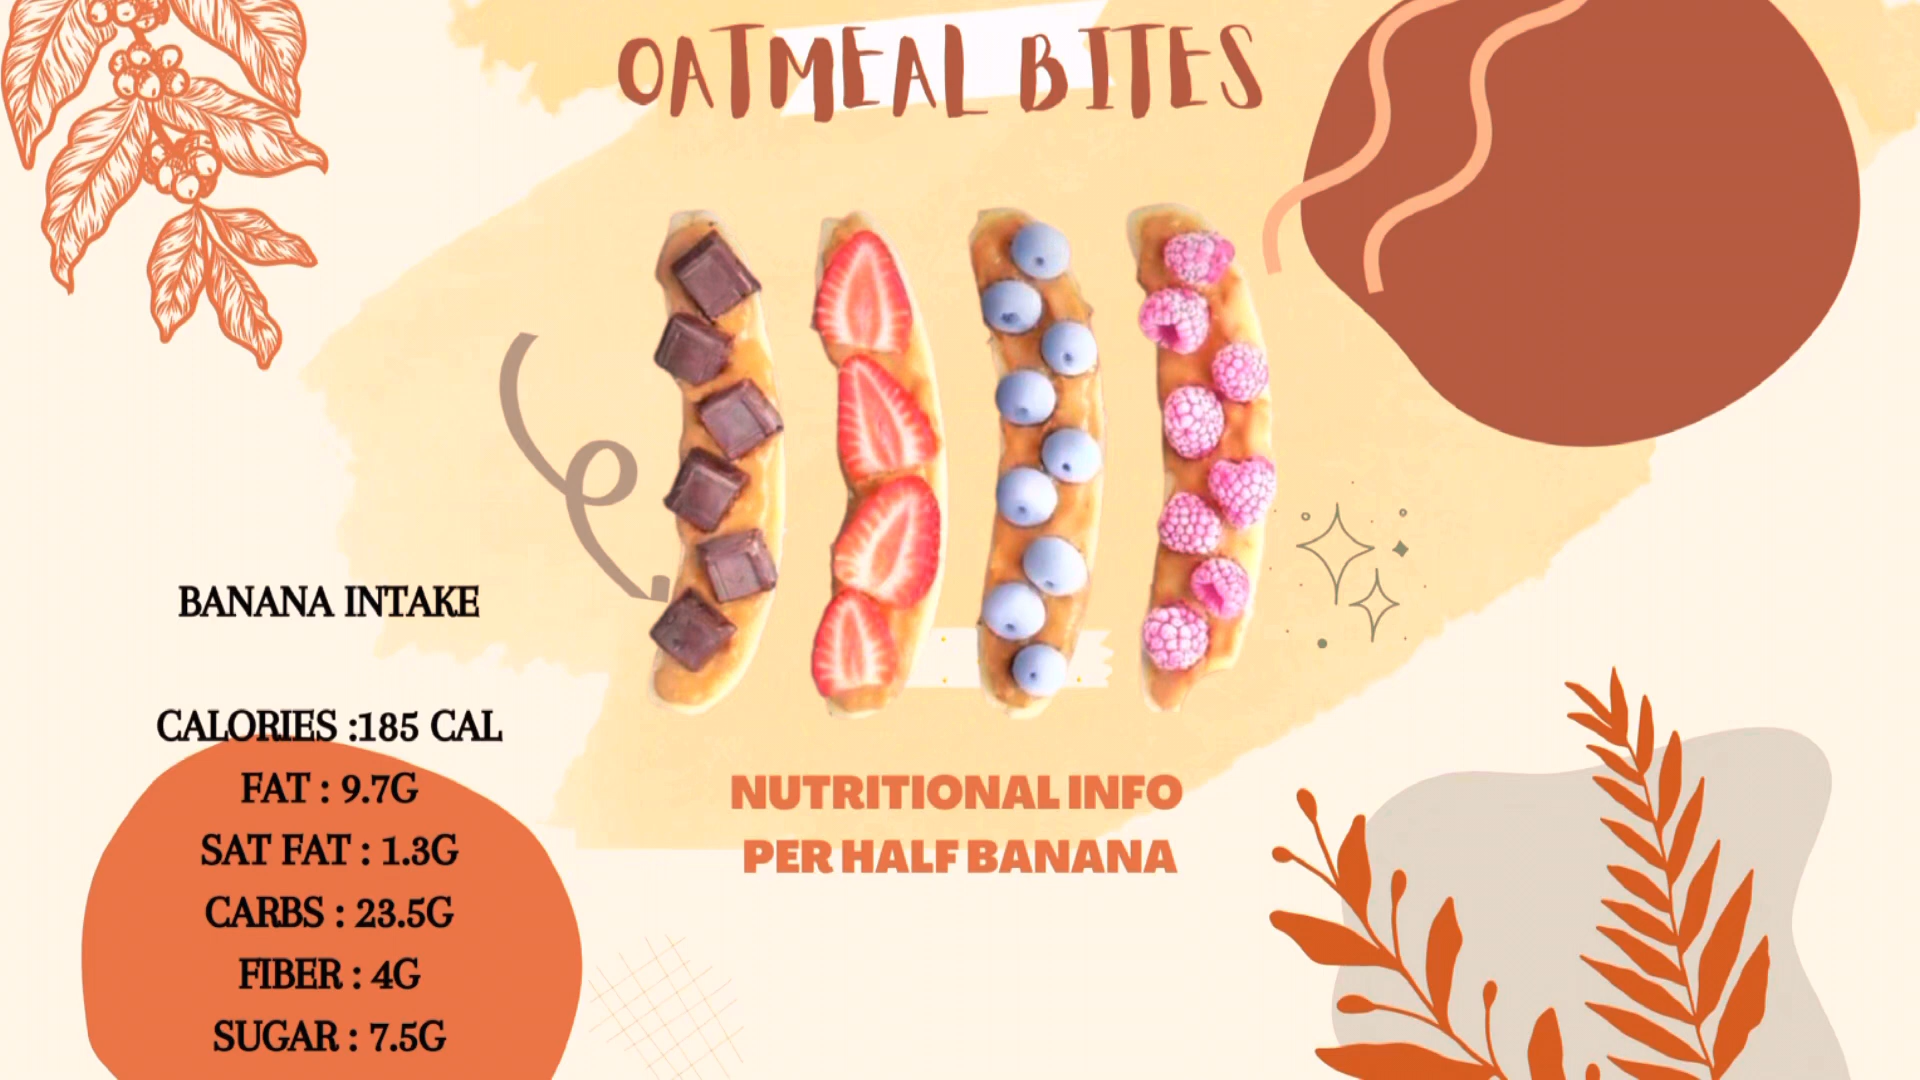 OATMEAL BITES
BANANA INTAKE
CALORIES :185 CAL
FAT : 9.7G
SAT FAT : 1.3G
CARBS : 23.5G
FIBER : 4G
SUGAR : 7.5G
NUTRITIONAL INFO
PER HALF BANANA